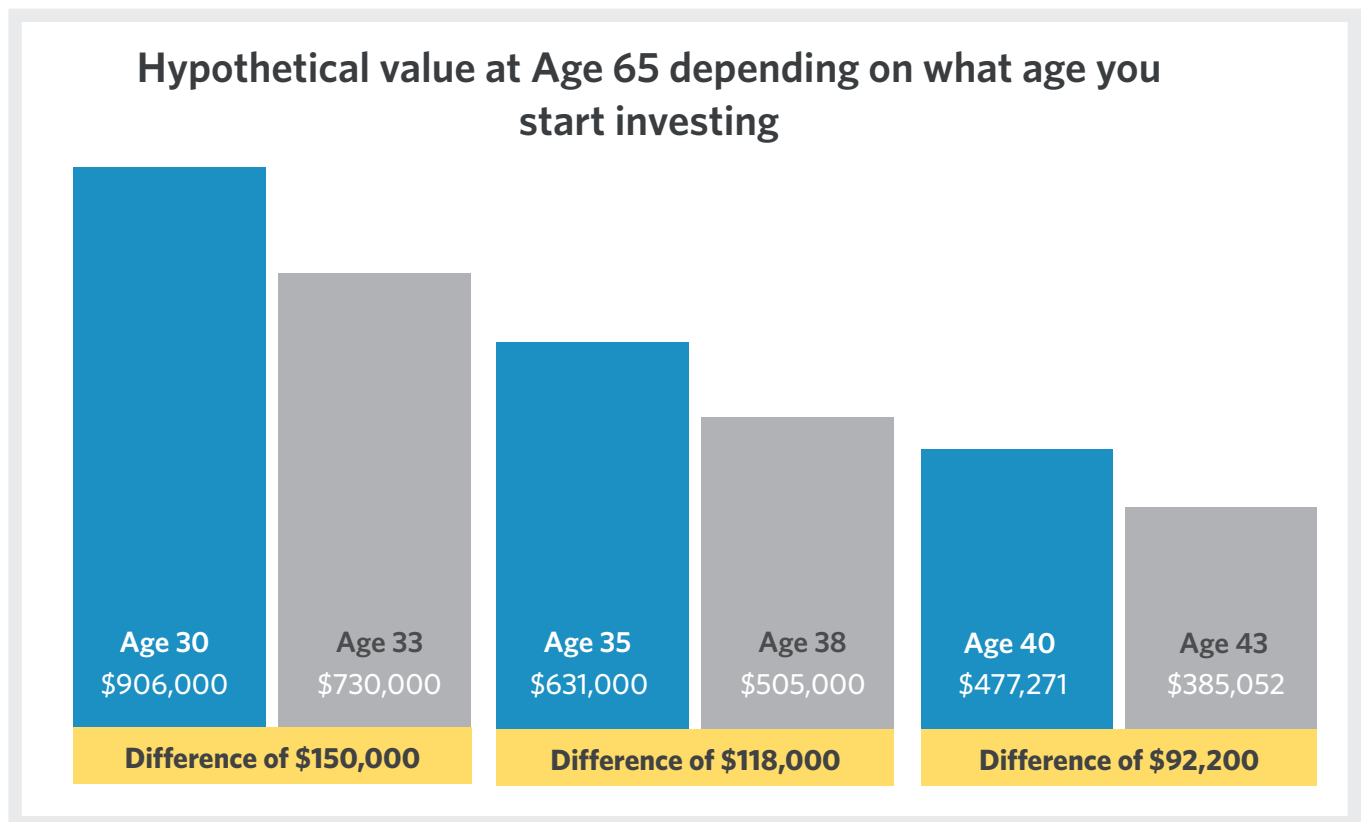 Hypothetical value at Age 65 depending on what age you
start investing
Age 30
$906,000
Age 33
$730,000
Difference of $150,000
Age 35
$631,000
Age 38
$505,000
Difference of $118,000
Age 40
$477,271
Age 43
$385,052
Difference of $92,200